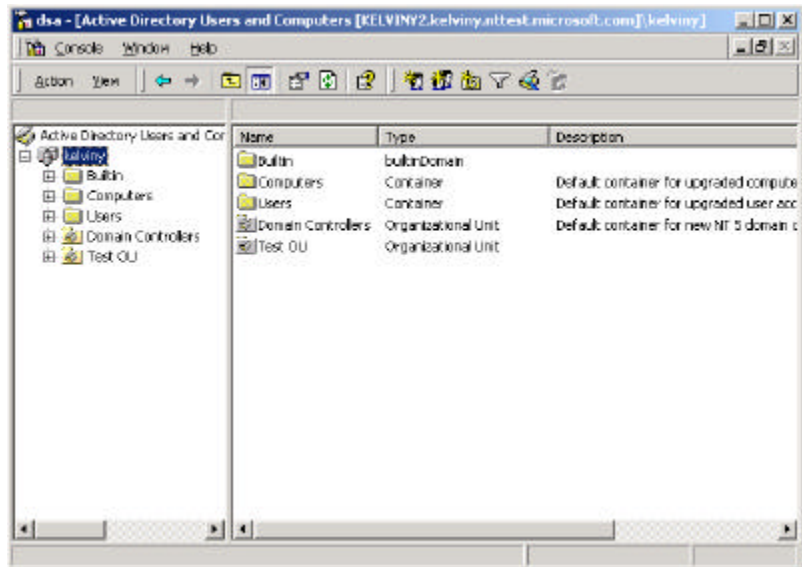 dsa - [Active Directory Users and Computers [KELVINY2.kelviny.nttest.microsoft.com]\kelviny]
Console Window Help
Action View
Active Directory Users and Cor
kelviny
Builtin
Computers
Users
Domain Controllers
Test OU
Name Type Description
Builtin builtinDomain
Computers Container Default container for upgraded compute
Users Container Default container for upgraded user acc
Domain Controllers Organizational Unit Default container for new NT 5 domain c
Test OU Organizational Unit